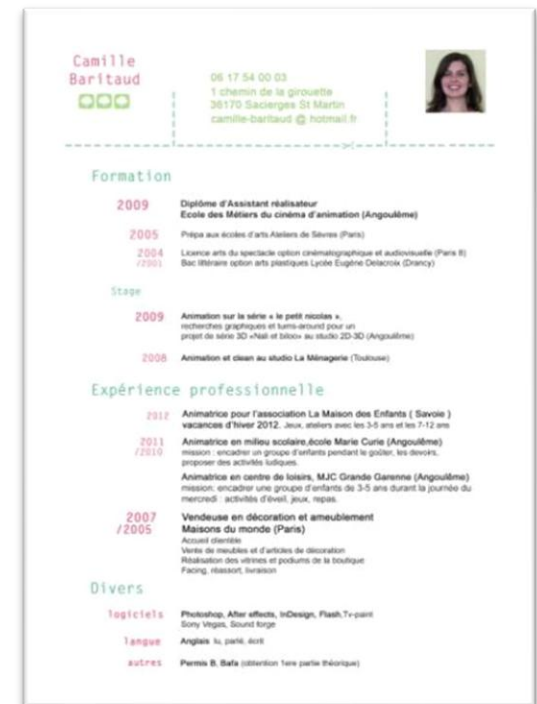 Camille
Baritaud
06 17 54 00 03
1 chemin de la girouette
36170 Sacierges St Martin
camille-baritaud @ hotmail.fr
Formation
2009 Diplôme d'Assistant réalisateur
Ecole des Métiers du cinéma d'animation (Angoulême)
2005 Prépa aux écoles d'arts Ateliers de Sèvres (Paris)
2004 Licence arts du spectacle option cinématographique et audiovisuelle (Paris 8)
/2001 Bac littéraire option arts plastiques Lycée Eugène Delacroix (Drancy)
Stage
2009 Animation sur la série « le petit nicolas »,
recherches graphiques et turns-around pour un
projet de série 3D «Nali et biloo» au studio 2D-3D (Angoulême)
2008 Animation et clean au studio La Ménagerie (Toulouse)
Expérience professionnelle
2012 Animatrice pour l'association La Maison des Enfants ( Savoie )
vacances d'hiver 2012. Jeux, ateliers avec les 3-5 ans et les 7-12 ans
2011 Animatrice en milieu scolaire,école Marie Curie (Angoulême)
/2010 mission : encadrer un groupe d'enfants pendant le goûter, les devoirs,
proposer des activités ludiques.
Animatrice en centre de loisirs, MJC Grande Garenne (Angoulême)
mission: encadrer une groupe d'enfants de 3-5 ans durant la journée du
mercredi : activités d'éveil, jeux, repas.
2007 Vendeuse en décoration et ameublement
/2005 Maisons du monde (Paris)
Accueil clientèle
Vente de meubles et d'articles de décoration
Réalisation des vitrines et podiums de la boutique
Facing, réassort, livraison
Divers
logiciels Photoshop, After effects, InDesign, Flash,Tv-paint
Sony Vegas, Sound forge
langue Anglais lu, parlé, écrit
autres Permis B, Bafa (obtention 1ere partie théorique)